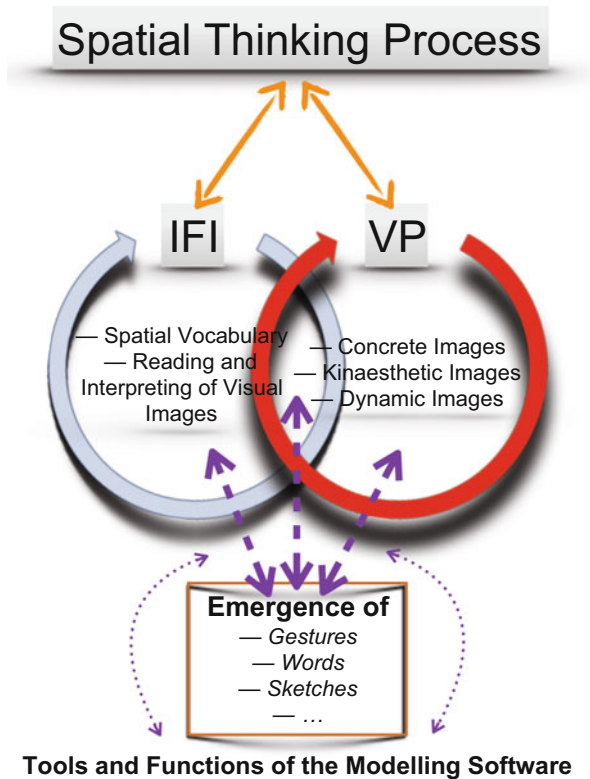 Spatial Thinking Process
IFI
VP
— Spatial Vocabulary
— Reading and
Interpreting of Visual
Images
— Concrete Images
— Kinaesthetic Images
— Dynamic Images
Emergence of
— Gestures
— Words
— Sketches
— …
Tools and Functions of the Modelling Software